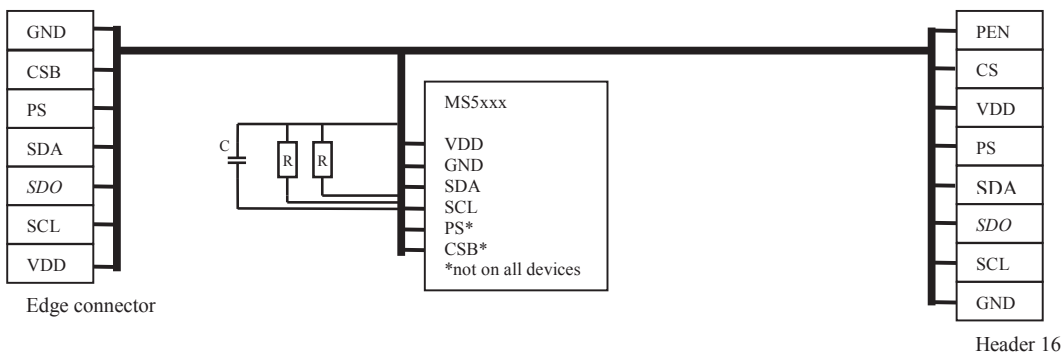 GND
CSB
PS
SDA
SDO
SCL
VDD
Edge connector
C
R
R
MS5xxx
VDD
GND
SDA
SCL
PS*
CSB*
*not on all devices
PEN
CS
VDD
PS
SDA
SDO
SCL
GND
Header 16